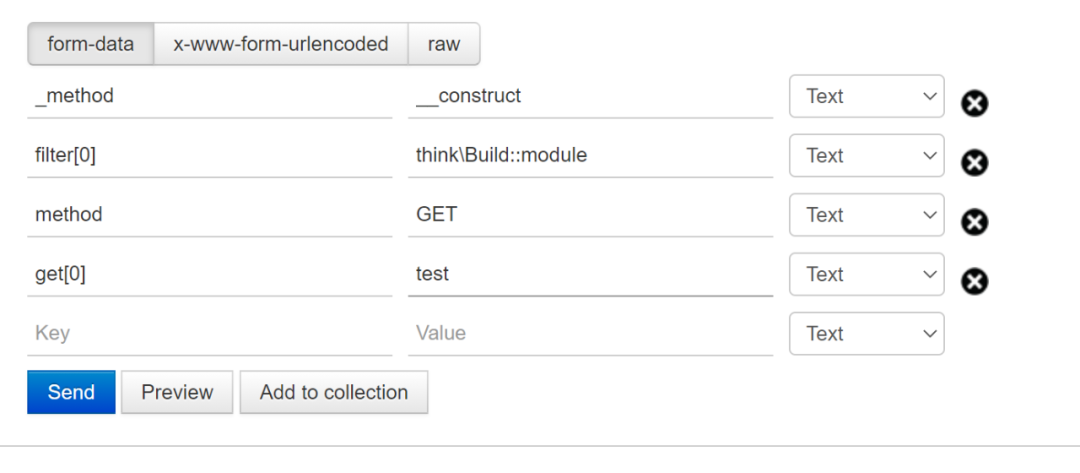 form-data x-www-form-urlencoded raw
_method __construct Text
filter[0] think\Build::module Text
method GET Text
get[0] test Text
Key Value Text
Send Preview Add to collection